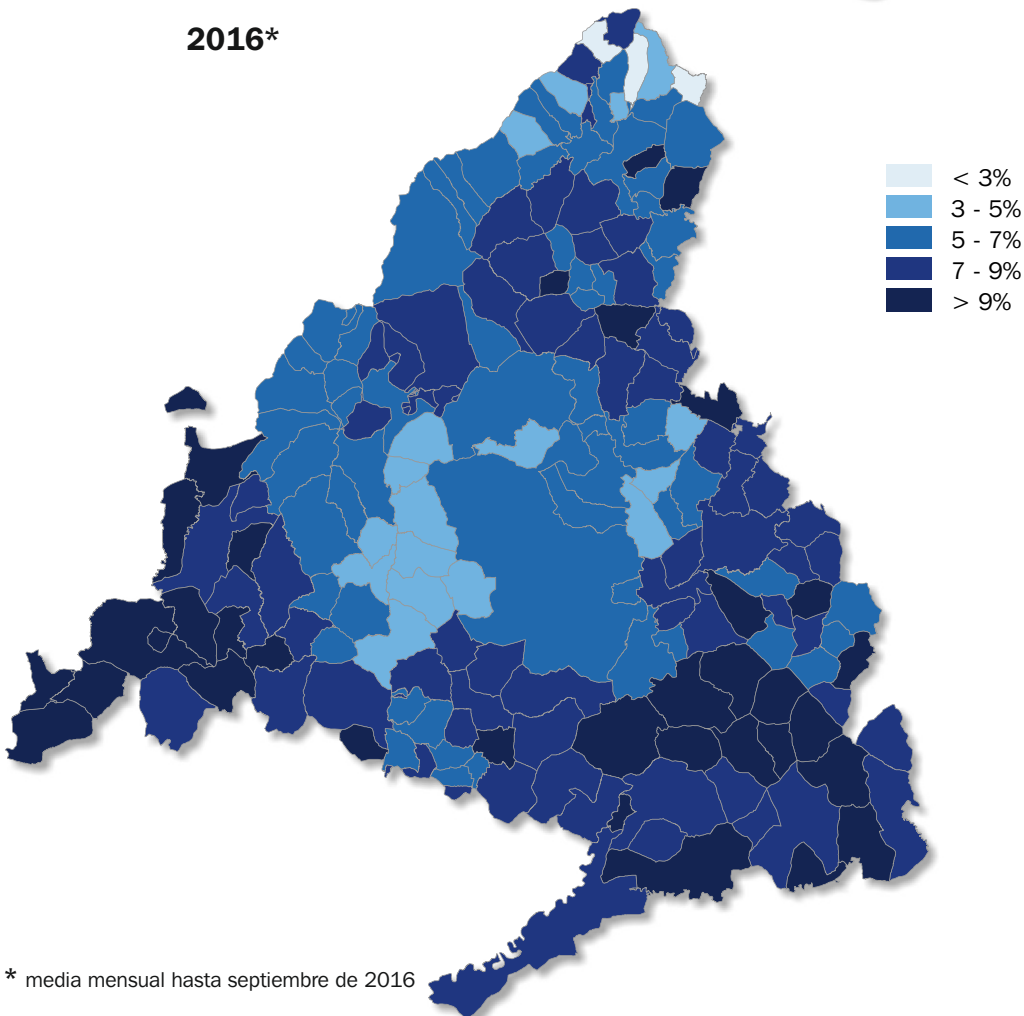 2016*
< 3%
3 - 5%
5 - 7%
7 - 9%
> 9%
* media mensual hasta septiembre de 2016